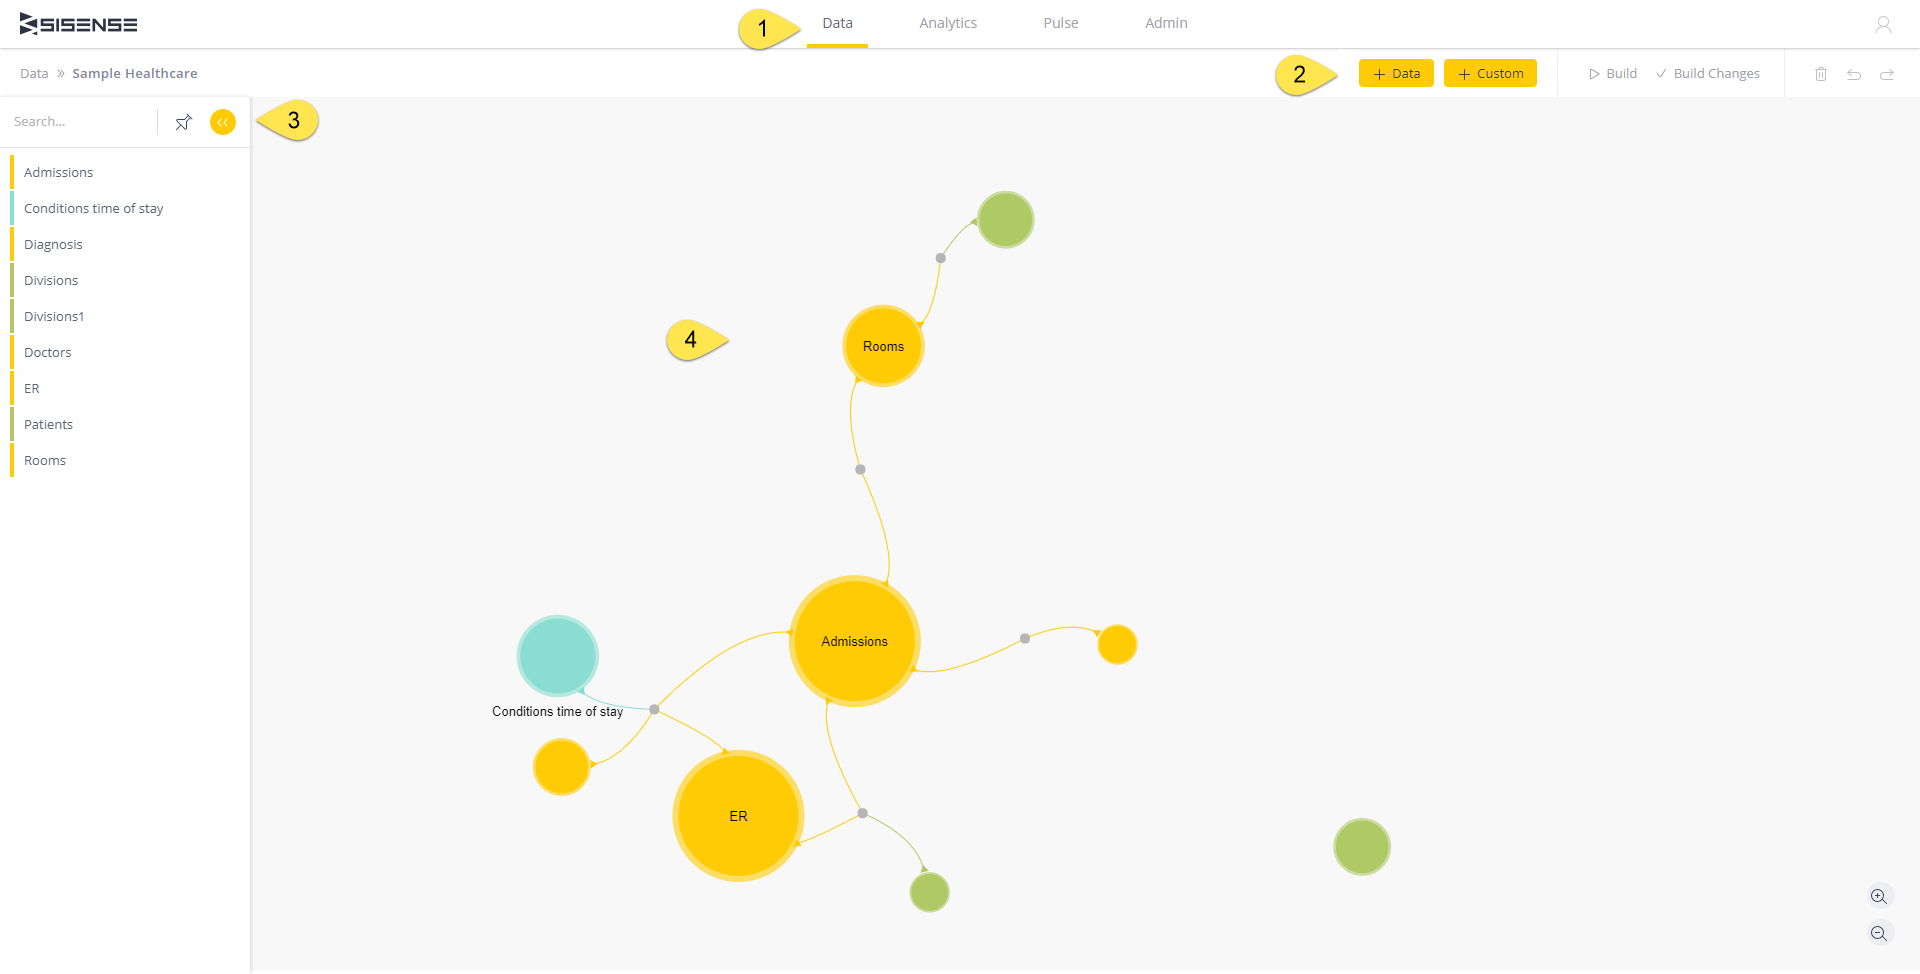 SISENSE
1
Data
Analytics
Pulse
Admin
Data » Sample Healthcare
2
+ Data
+ Custom
Build
Build Changes
Search...
3
Admissions
Conditions time of stay
Diagnosis
Divisions
Divisions1
Doctors
ER
Patients
Rooms
4
Rooms
Admissions
Conditions time of stay
ER